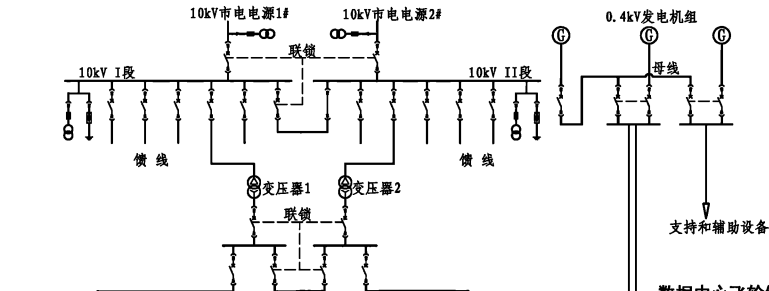 10kV市电电源1#
10kV市电电源2#
0.4kV发电机组
G
G
G
联锁
母线
10kV I段
10kV II段
馈 线
馈 线
变压器1
变压器2
联锁
支持和辅助设备